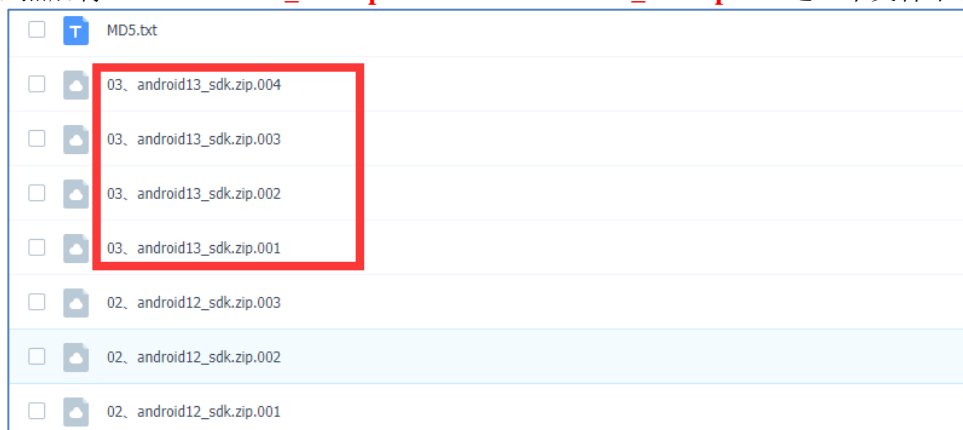 T MD5.txt
03、android13_sdk.zip.004
03、android13_sdk.zip.003
03、android13_sdk.zip.002
03、android13_sdk.zip.001
02、android12_sdk.zip.003
02、android12_sdk.zip.002
02、android12_sdk.zip.001